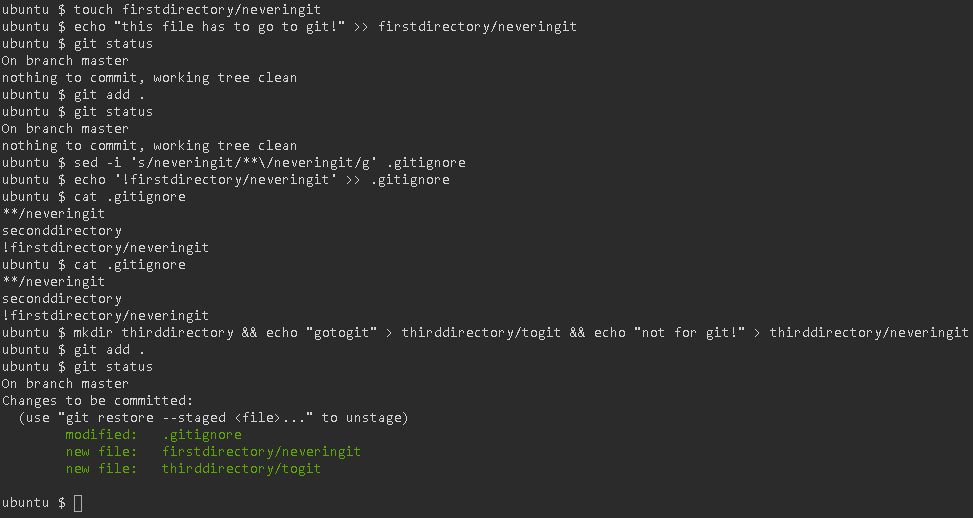 ubuntu $ touch firstdirectory/neveringit
ubuntu $ echo "this file has to go to git!" >> firstdirectory/neveringit
ubuntu $ git status
On branch master
nothing to commit, working tree clean
ubuntu $ git add .
ubuntu $ git status
On branch master
nothing to commit, working tree clean
ubuntu $ sed -i 's/neveringit/**\/neveringit/g' .gitignore
ubuntu $ echo '!firstdirectory/neveringit' >> .gitignore
ubuntu $ cat .gitignore
**/neveringit
seconddirectory
!firstdirectory/neveringit
ubuntu $ cat .gitignore
**/neveringit
seconddirectory
!firstdirectory/neveringit
ubuntu $ mkdir thirddirectory && echo "gotogit" > thirddirectory/togit && echo "not for git!" > thirddirectory/neveringit
ubuntu $ git add .
ubuntu $ git status
On branch master
Changes to be committed:
  (use "git restore --staged <file>..." to unstage)
        modified:   .gitignore
        new file:   firstdirectory/neveringit
        new file:   thirddirectory/togit
ubuntu $